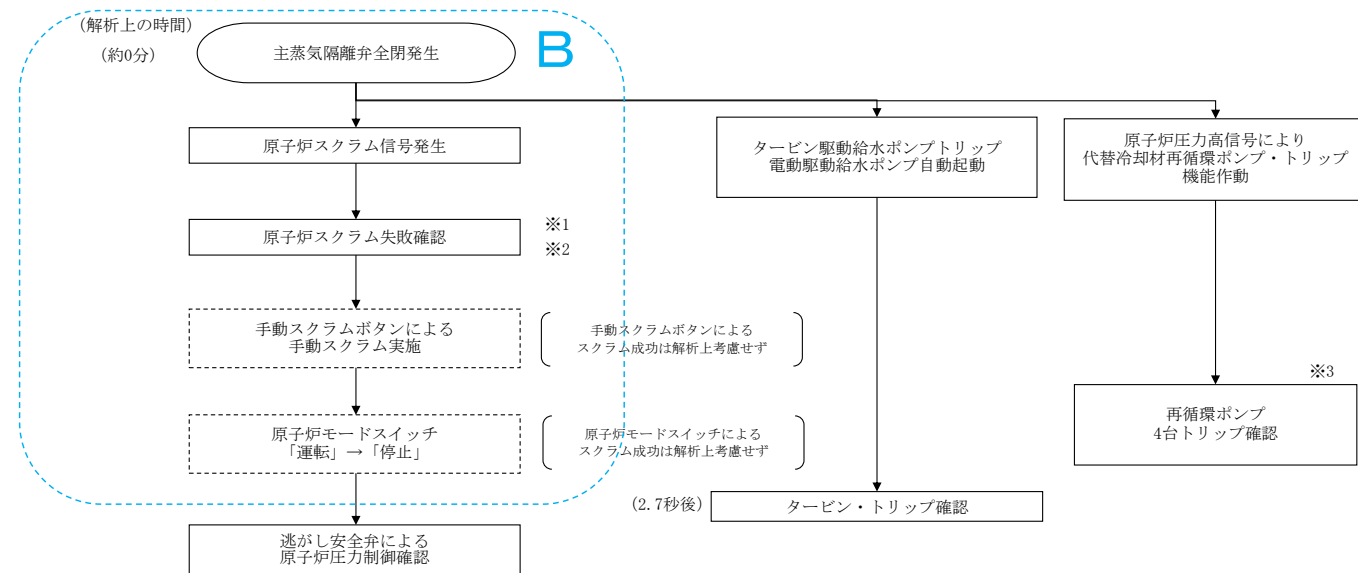 (解析上の時間)
(約0分)
主蒸気隔離弁全閉発生
B
原子炉スクラム信号発生
タービン駆動給水ポンプトリップ
電動駆動給水ポンプ自動起動
原子炉圧力高信号により
代替冷却材再循環ポンプ・トリップ
機能作動
原子炉スクラム失敗確認
※1
※2
手動スクラムボタンによる
手動スクラム実施
手動スクラムボタンによる
スクラム成功は解析上考慮せず
※3
再循環ポンプ
4台トリップ確認
原子炉モードスイッチ
「運転」→「停止」
原子炉モードスイッチによる
スクラム成功は解析上考慮せず
(2.7秒後)
タービン・トリップ確認
逃がし安全弁による
原子炉圧力制御確認